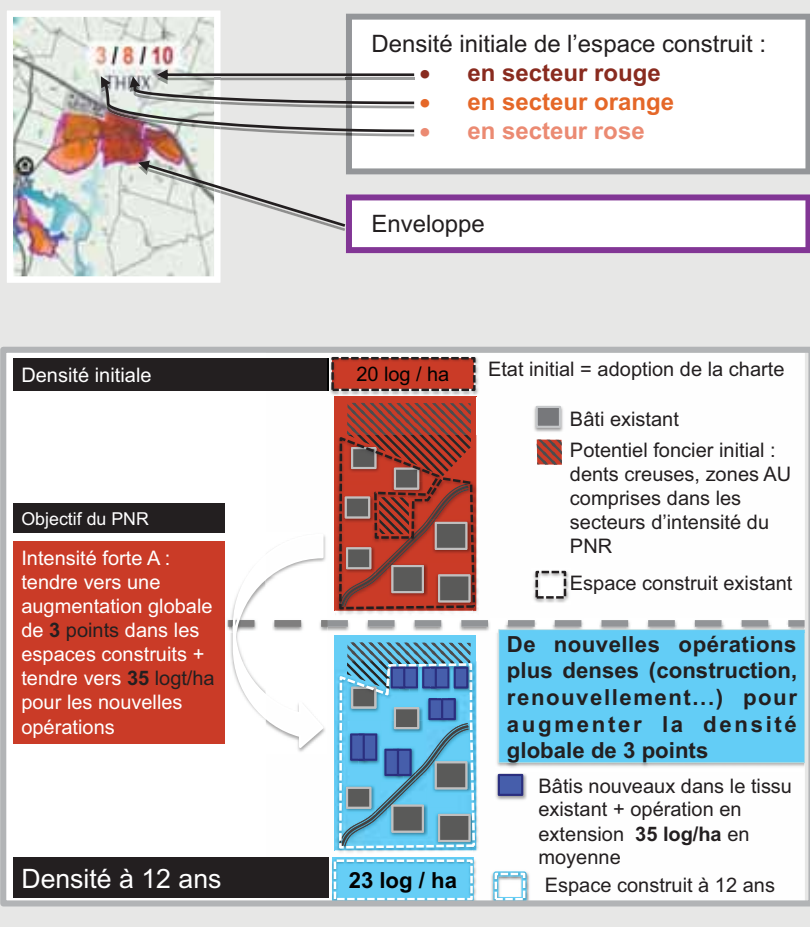 3 / 8 / 10
Densité initiale de l’espace construit :
• en secteur rouge
• en secteur orange
• en secteur rose
Enveloppe
Densité initiale
20 log / ha
Etat initial = adoption de la charte
Bâti existant
Potentiel foncier initial :
dents creuses, zones AU
comprises dans les
secteurs d’intensité du
PNR
Espace construit existant
Objectif du PNR
Intensité forte A :
tendre vers une
augmentation globale
de 3 points dans les
espaces construits +
tendre vers 35 logt/ha
pour les nouvelles
opérations
De nouvelles opérations
plus denses (construction,
renouvellement...) pour
augmenter la densité
globale de 3 points
Bâtis nouveaux dans le tissu
existant + opération en
extension 35 log/ha en
moyenne
Espace construit à 12 ans
Densité à 12 ans
23 log / ha